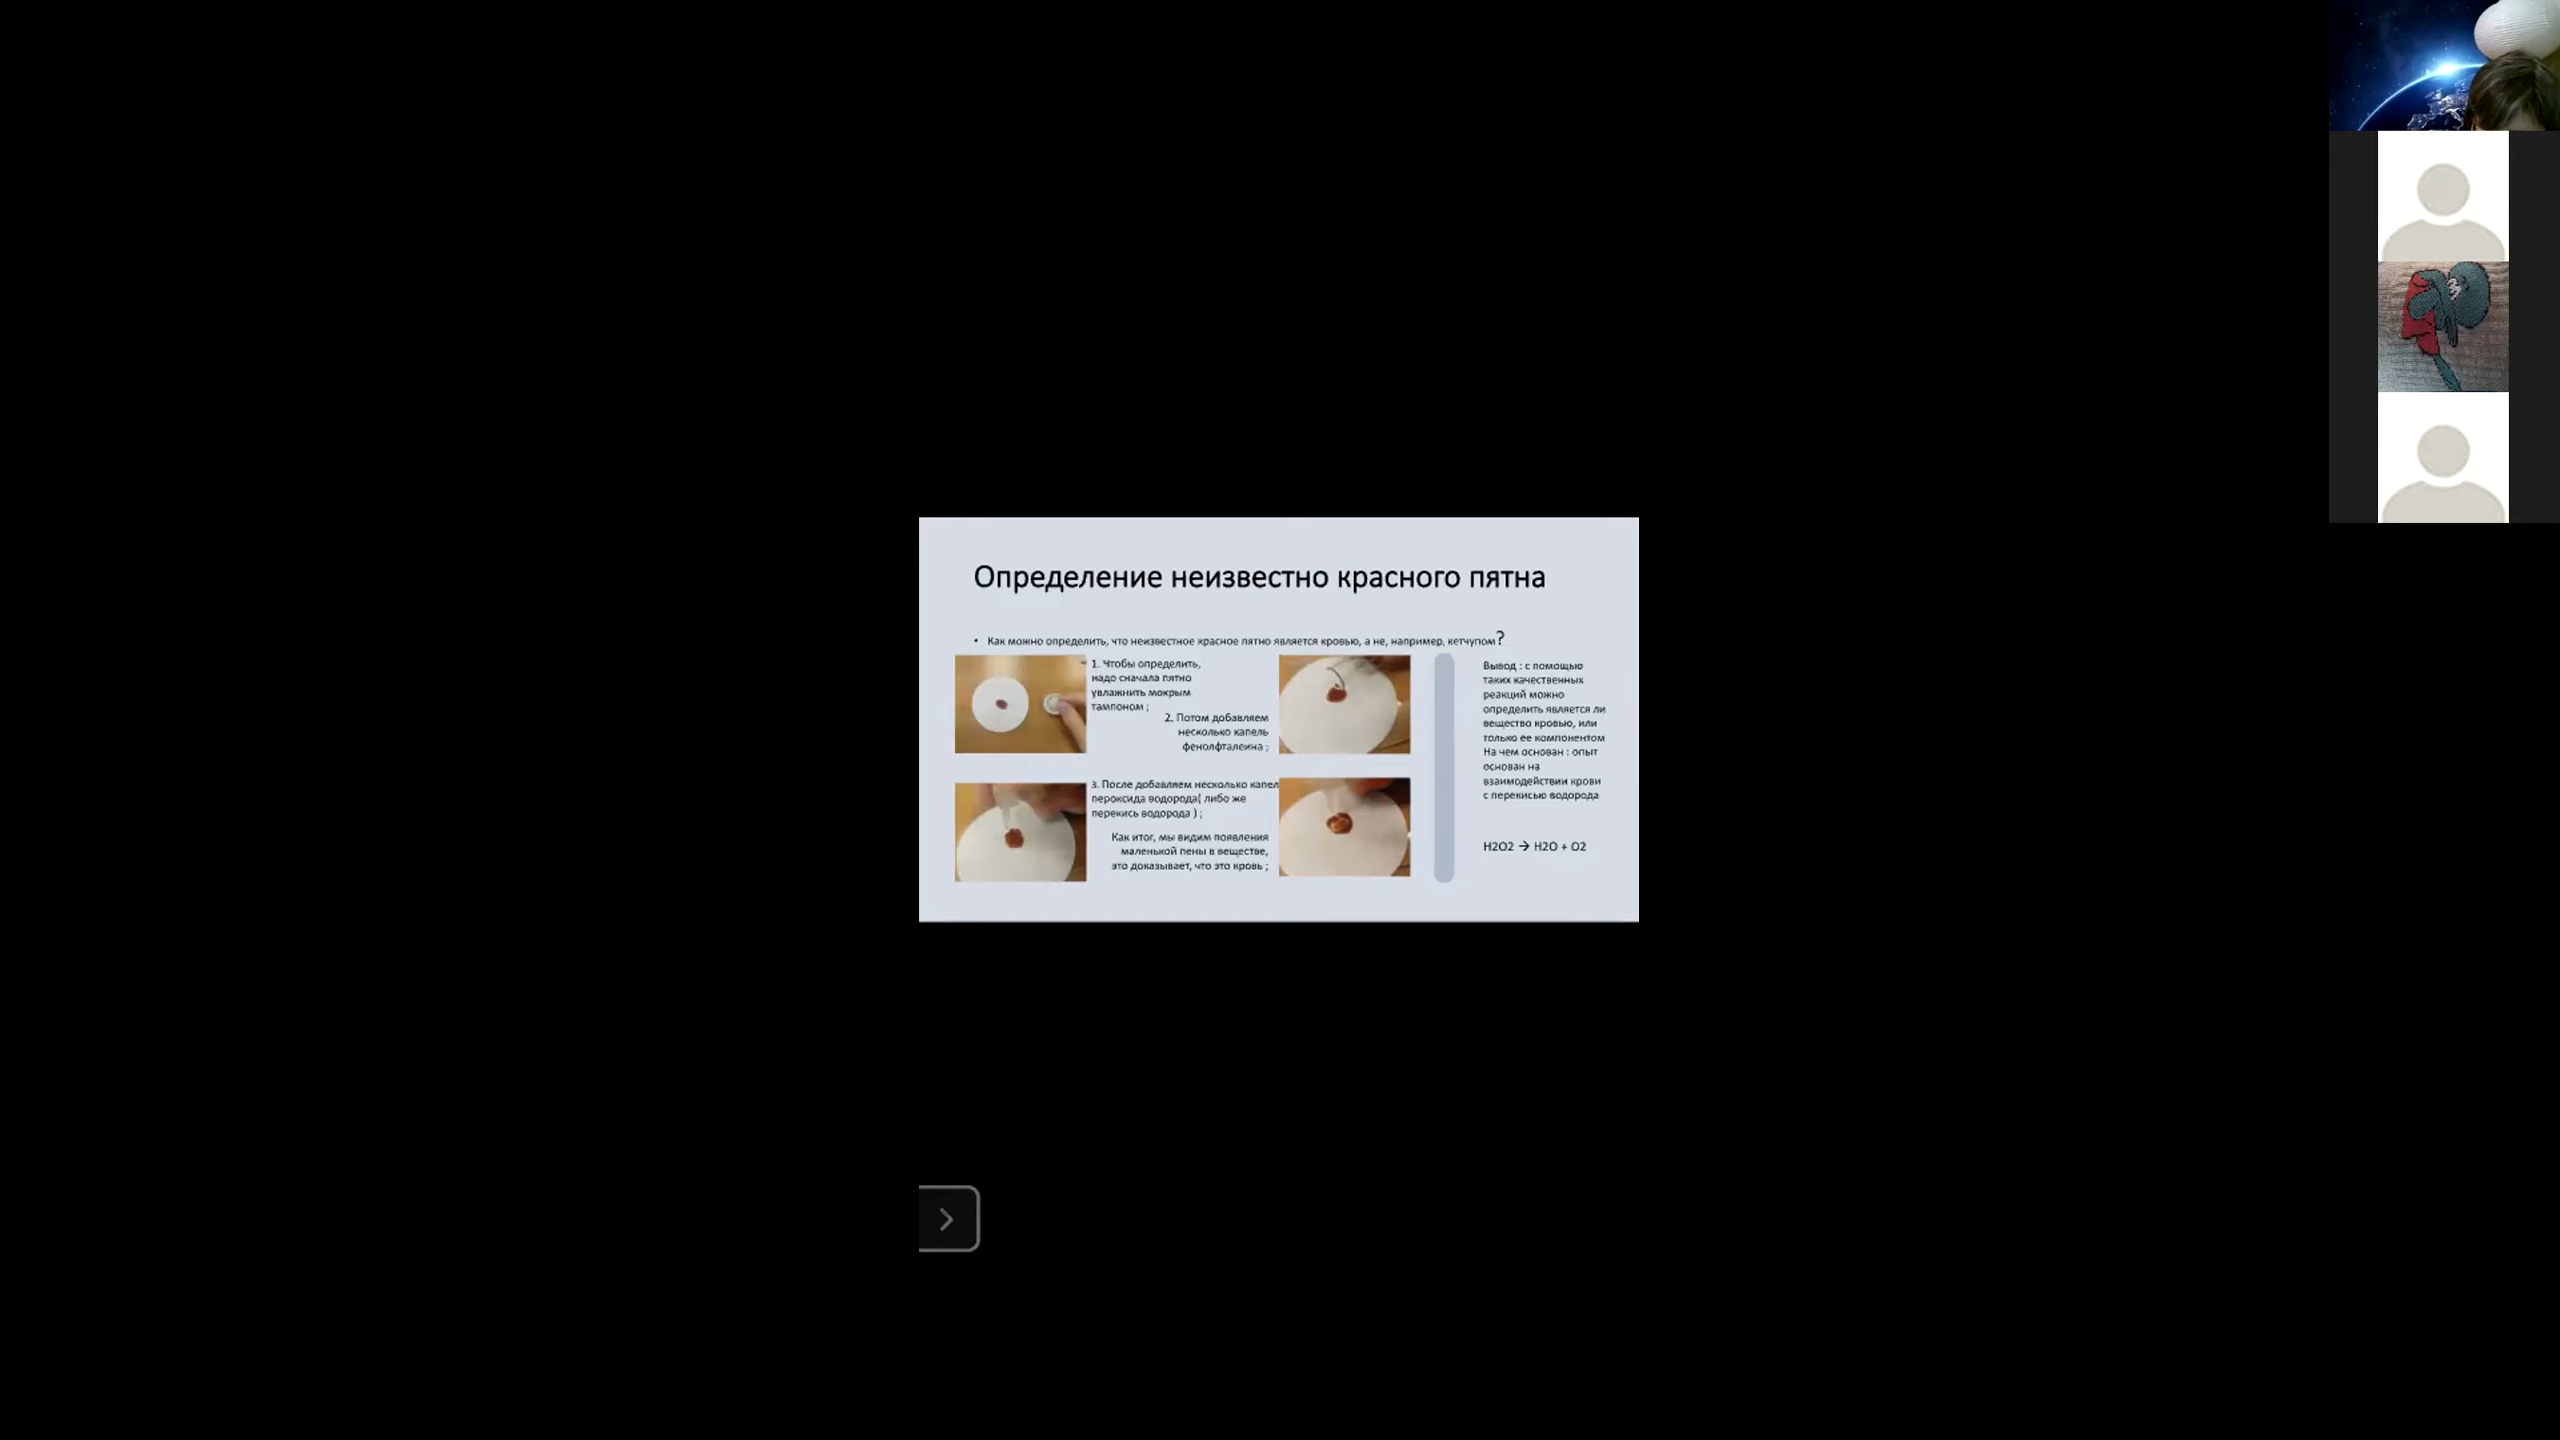 Определение неизвестно красного пятна
• Как можно определить, что неизвестное красное пятно является кровью, а не, например, кетчупом?
1. Чтобы определить,
надо сначала пятно
увлажнить мокрым
тампоном ;
2. Потом добавляем
несколько капель
фенолфталеина ;
3. После добавляем несколько капел
пероксида водорода( либо же
перекись водорода ) ;
Как итог, мы видим появления
маленькой пены в веществе,
это доказывает, что это кровь ;
Вывод : с помощью
таких качественных
реакций можно
определить является ли
вещество кровью, или
только ее компонентом
На чем основан : опыт
основан на
взаимодействии крови
с перекисью водорода
H2O2 → H2O + O2